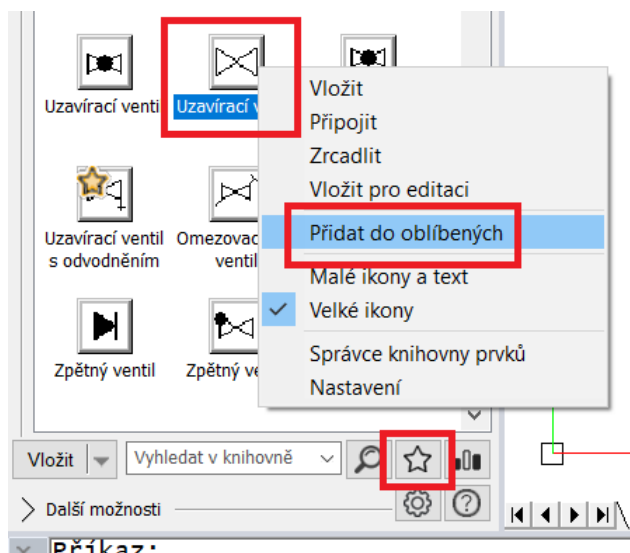 Uzavírací venti
Uzavírací v
Uzavírací ventil
s odvodněním
Omezovac
ventil
Zpětný ventil
Zpětný ve
Vložit
Připojit
Zrcadlit
Vložit pro editaci
Přidat do oblíbených
Malé ikony a text
Velké ikony
Správce knihovny prvků
Nastavení
Vložit
Vyhledat v knihovně
Další možnosti
Příkaz: